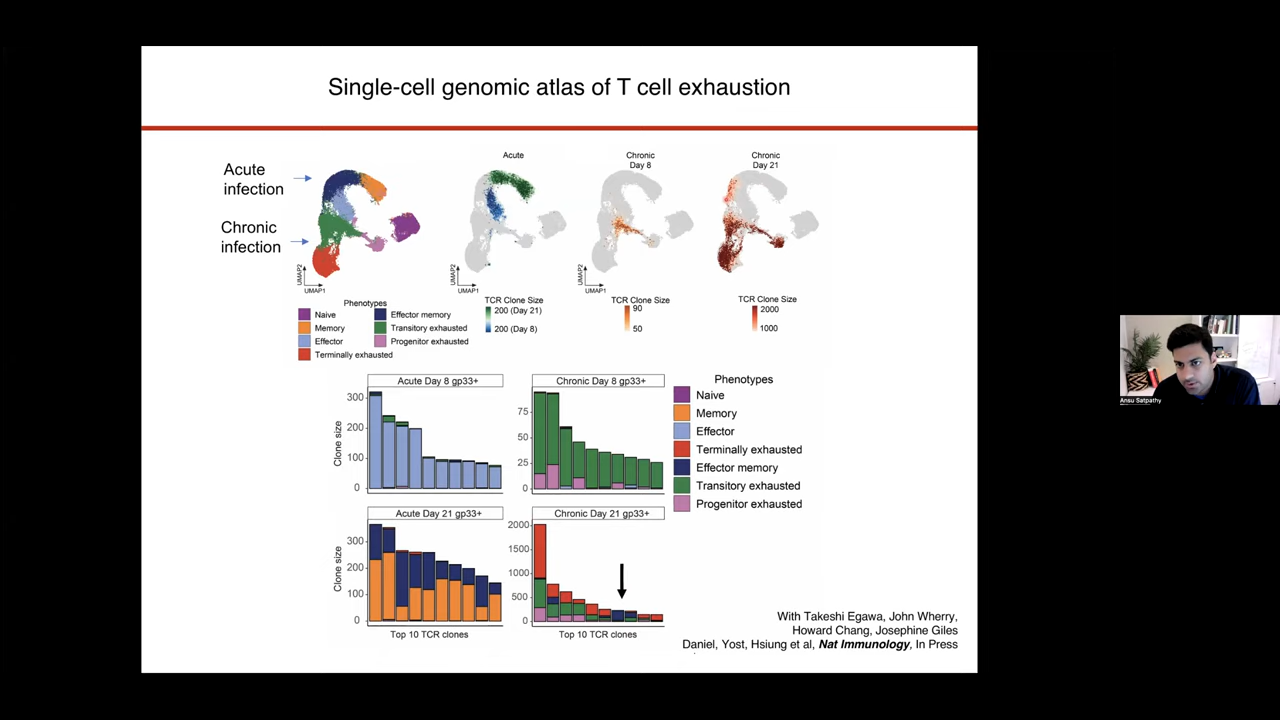 Single-cell genomic atlas of T cell exhaustion
Acute
infection
Chronic
infection
Acute
Chronic
Day 8
Chronic
Day 21
UMAP2
UMAP1
UMAP2
UMAP1
UMAP2
UMAP1
Phenotypes
Naive
Memory
Effector
Terminally exhausted
Effector memory
Transitory exhausted
Progenitor exhausted
TCR Clone Size
200 (Day 21)
200 (Day 8)
TCR Clone Size
90
50
TCR Clone Size
2000
1000
Acute Day 8 gp33+
Clone size
300
200
100
0
Chronic Day 8 gp33+
75
50
25
0
Acute Day 21 gp33+
Clone size
300
200
100
0
Top 10 TCR clones
Chronic Day 21 gp33+
2000
1500
1000
500
0
Top 10 TCR clones
Phenotypes
Naive
Memory
Effector
Terminally exhausted
Effector memory
Transitory exhausted
Progenitor exhausted
With Takeshi Egawa, John Wherry,
Howard Chang, Josephine Giles
Daniel, Yost, Hsiung et al, Nat Immunology, In Press
Ansu Satpathy